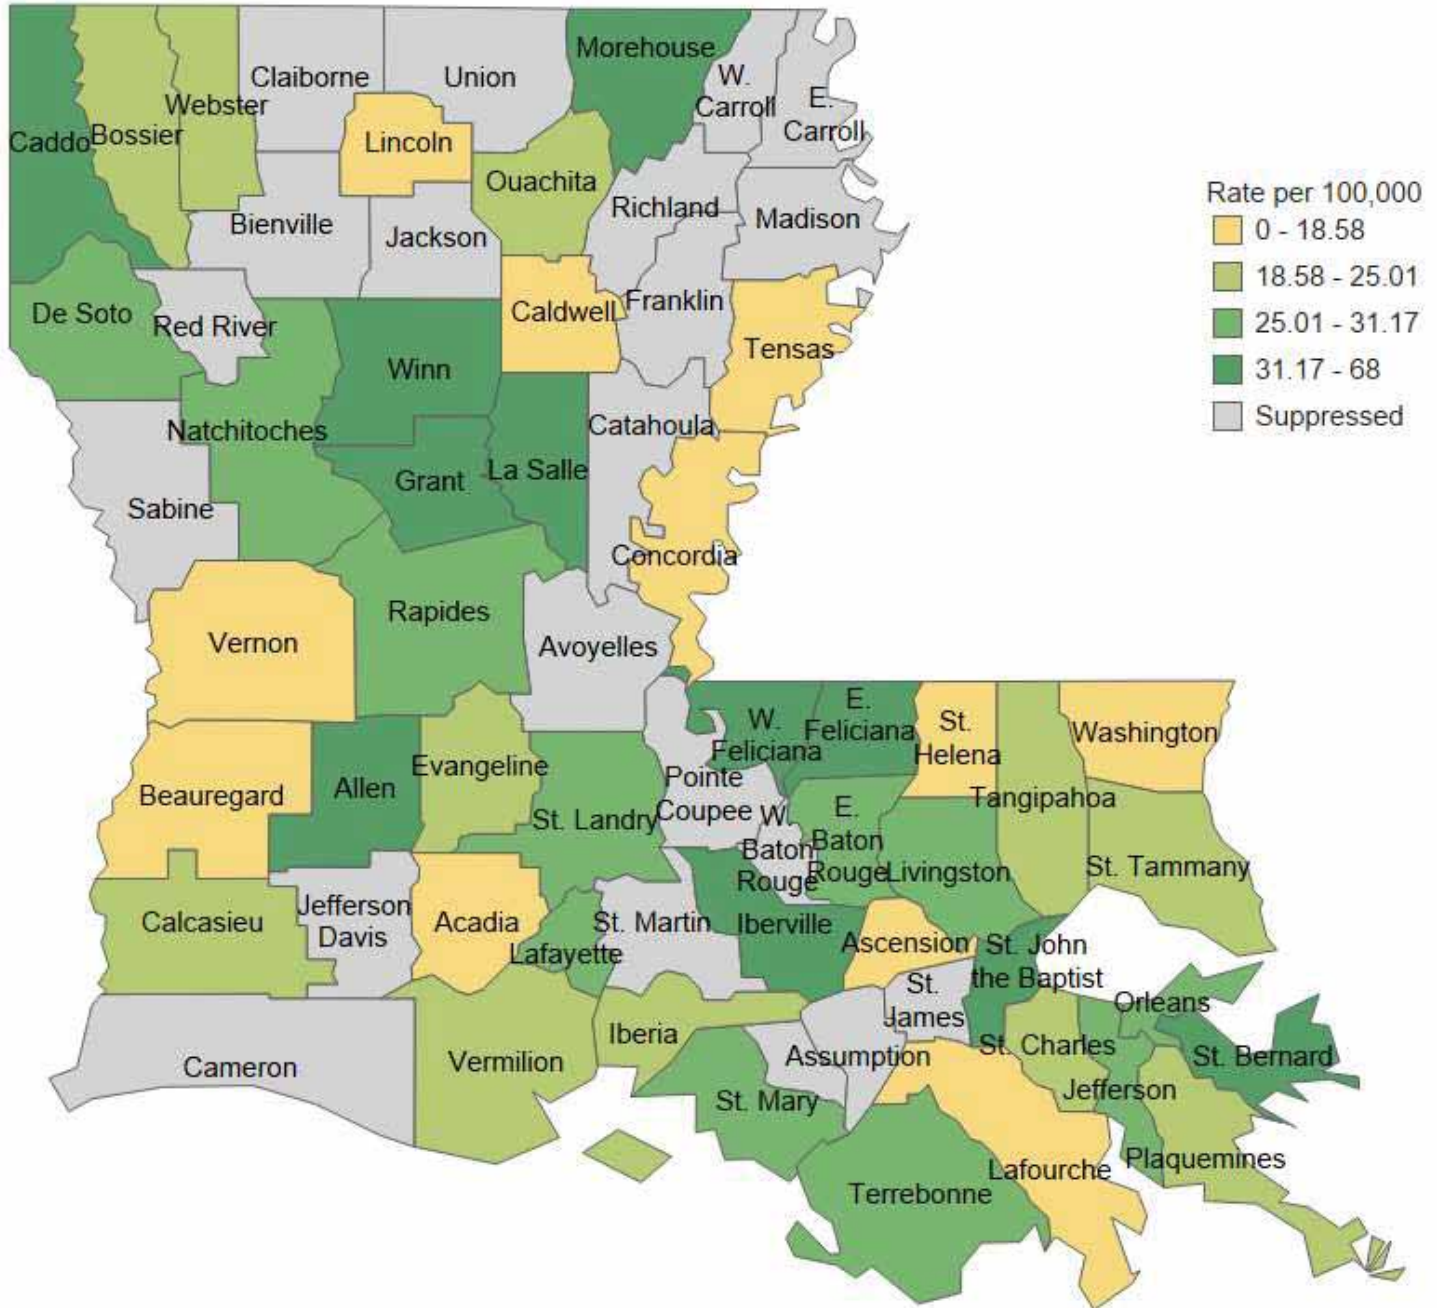 Morehouse
Claiborne
Union
W.
Carroll
E.
Carroll
Webster
Caddo
Bossier
Lincoln
Ouachita
Richland
Madison
Bienville
Jackson
Rate per 100,000
0 - 18.58
18.58 - 25.01
25.01 - 31.17
31.17 - 68
Suppressed
De Soto
Red River
Caldwell
Franklin
Tensas
Winn
Natchitoches
Catahoula
Grant
La Salle
Sabine
Concordia
Rapides
Vernon
Avoyelles
W.
Feliciana
E.
Feliciana
St.
Helena
Washington
Beauregard
Allen
Evangeline
Pointe
Coupee
Tangipahoa
St. Landry
W.
Baton
Rouge
E.
Baton
Rouge
Livingston
St. Tammany
Calcasieu
Jefferson
Davis
Acadia
Lafayette
St. Martin
Iberville
Ascension
St. John
the Baptist
St.
James
Orleans
Cameron
Vermilion
Iberia
Assumption
St. Charles
St. Bernard
Jefferson
St. Mary
Plaquemines
Lafourche
Terrebonne